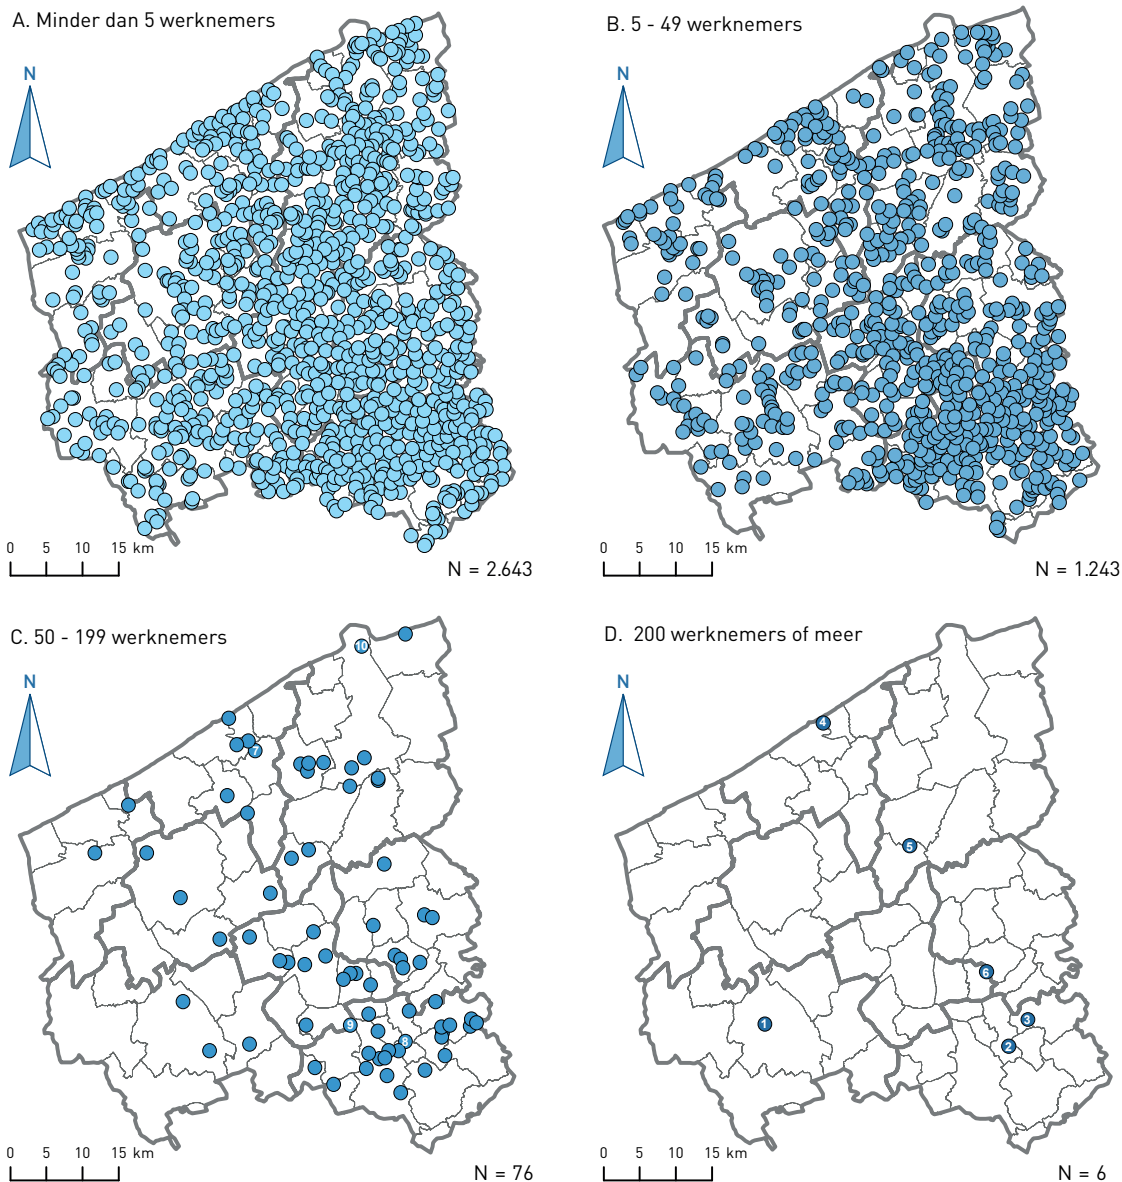 A. Minder dan 5 werknemers
N
0 5 10 15 km
N = 2.643
B. 5 - 49 werknemers
N
0 5 10 15 km
N = 1.243
C. 50 - 199 werknemers
N
10
7
9
8
0 5 10 15 km
N = 76
D. 200 werknemers of meer
N
4
5
6
1
3
2
0 5 10 15 km
N = 6